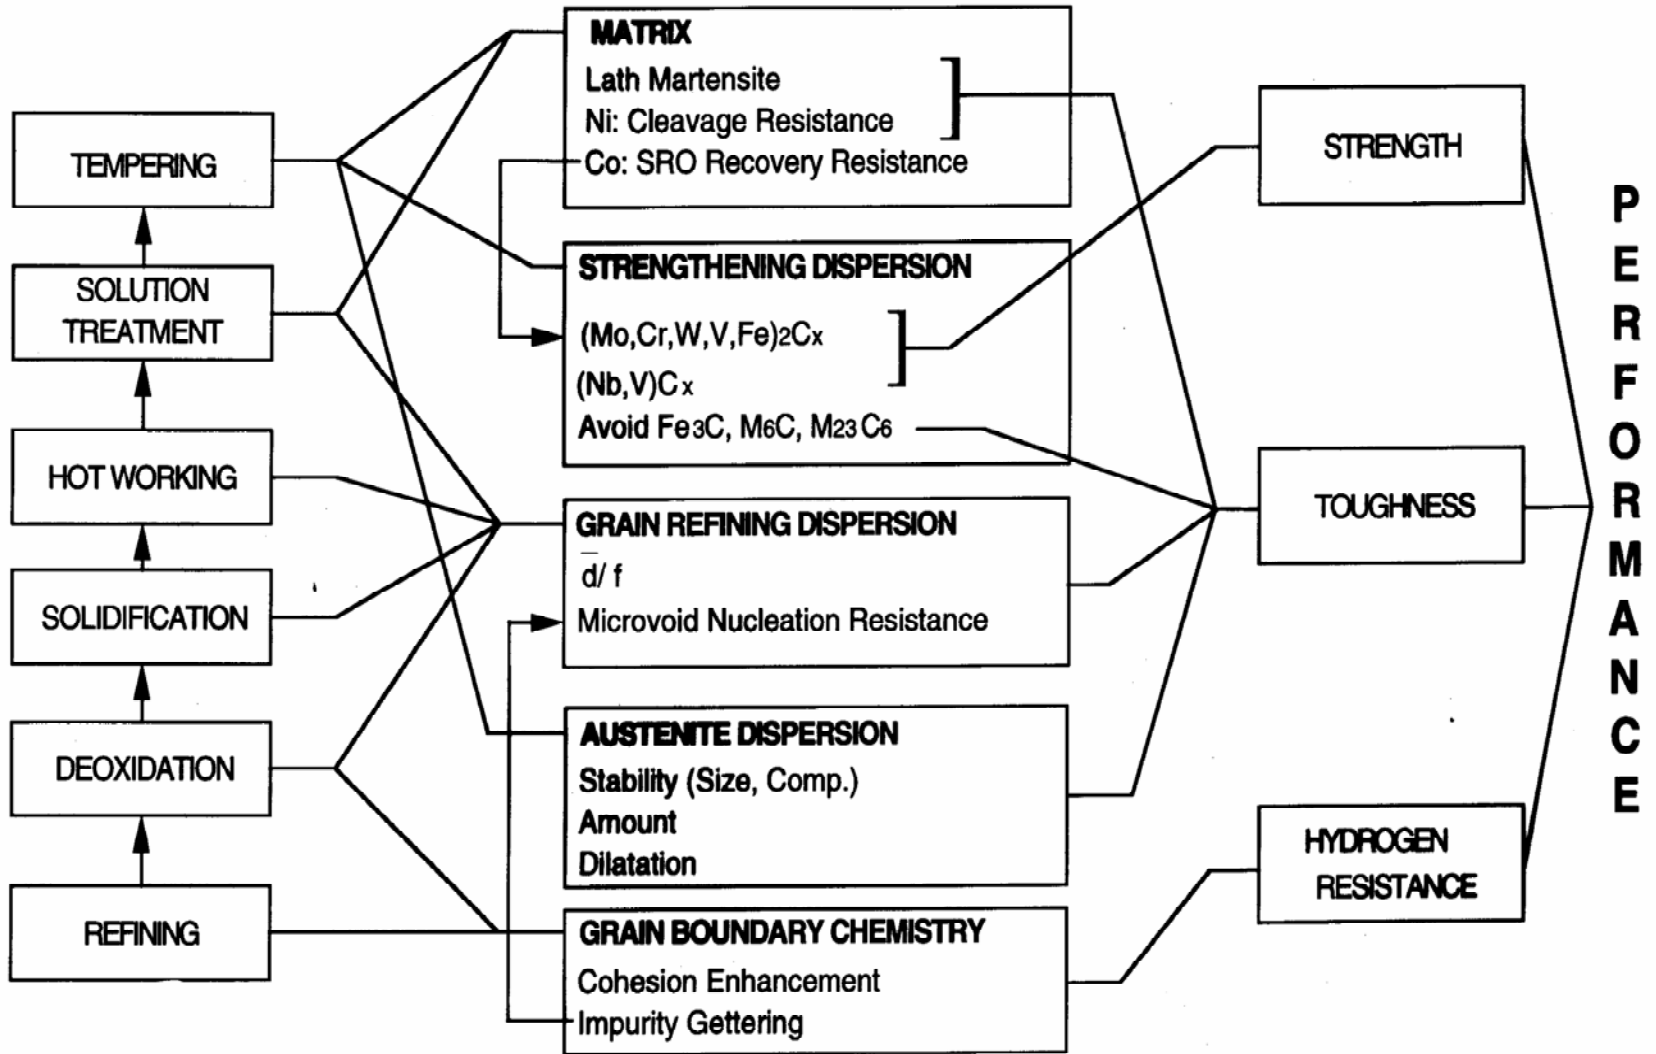 TEMPERING
SOLUTION
TREATMENT
HOT WORKING
SOLIDIFICATION
DEOXIDATION
REFINING
MATRIX
Lath Martensite
Ni: Cleavage Resistance
Co: SRO Recovery Resistance
STRENGTHENING DISPERSION
(Mo,Cr,W,V,Fe)2Cx
(Nb,V)Cx
Avoid Fe3C, M6C, M23C6
GRAIN REFINING DISPERSION
d̅/ f
Microvoid Nucleation Resistance
AUSTENITE DISPERSION
Stability (Size, Comp.)
Amount
Dilatation
GRAIN BOUNDARY CHEMISTRY
Cohesion Enhancement
Impurity Gettering
STRENGTH
TOUGHNESS
HYDROGEN
RESISTANCE
PERFORMANCE